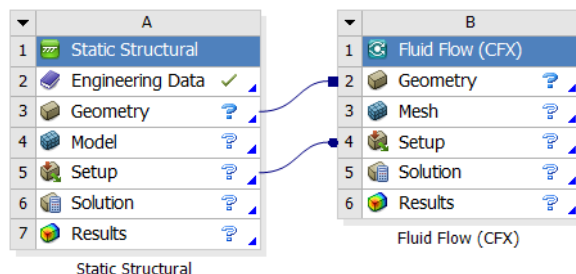 A
1 Static Structural
2 Engineering Data
3 Geometry ?
4 Model ?
5 Setup ?
6 Solution ?
7 Results ?
Static Structural
B
1 Fluid Flow (CFX)
2 Geometry ?
3 Mesh ?
4 Setup ?
5 Solution ?
6 Results ?
Fluid Flow (CFX)